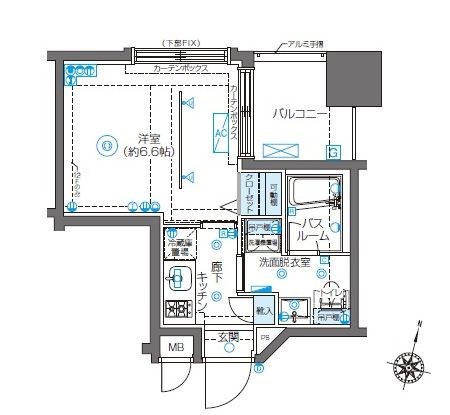 (下部FIX)
アルミ手摺
カーテンボックス
カーテンボックス
バルコニー
洋室
(約6.6帖)
AC
G
クローゼット
可動棚
吊戸棚
洗濯機置場
バスルーム
冷蔵庫
置場
廊下
キッチン
洗面脱衣室
トイレ
吊戸棚
靴入
玄関
MB
PS
N